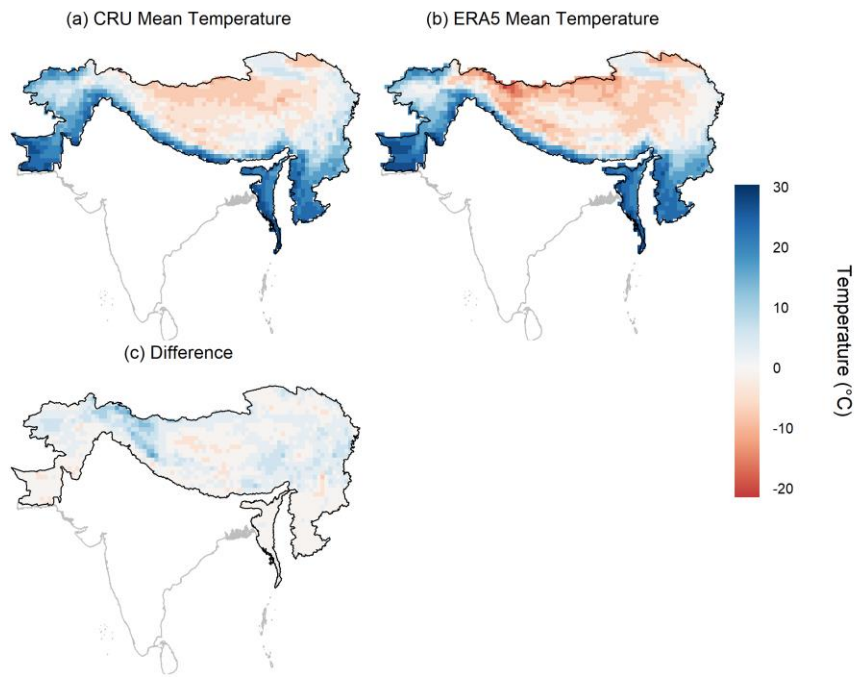 (a) CRU Mean Temperature
(b) ERA5 Mean Temperature
(c) Difference
30
20
10
0
-10
-20
Temperature (°C)